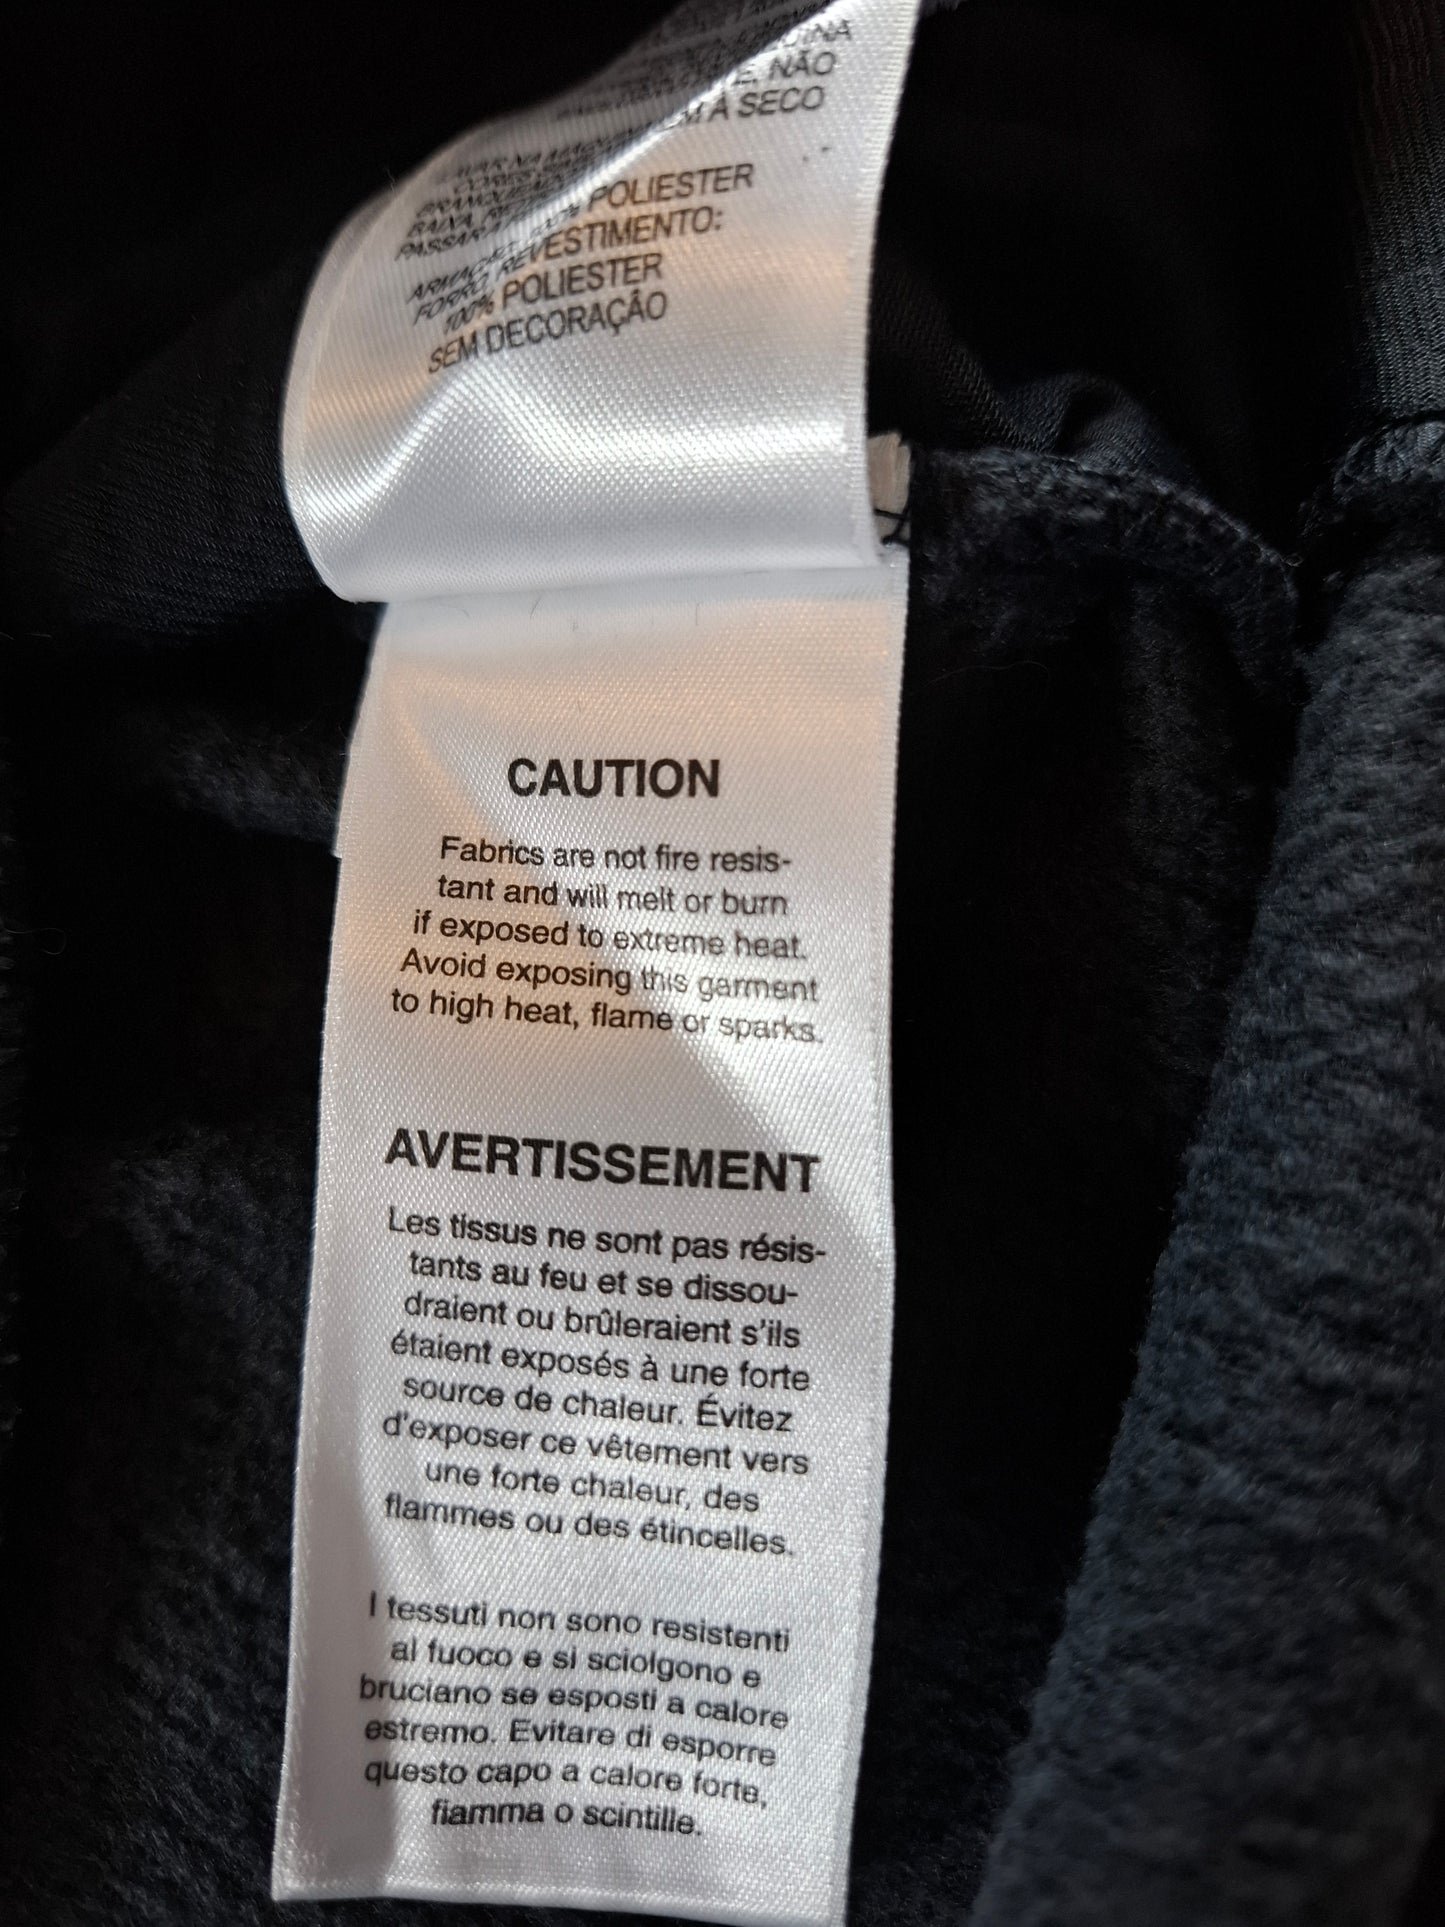 NÃO
À SECO
POLIESTER
REVESTIMENTO:
100% POLIESTER
SEM DECORAÇÃO
CAUTION
Fabrics are not fire resis-
tant and will melt or burn
if exposed to extreme heat.
Avoid exposing this garment
to high heat, flame or sparks.
AVERTISSEMENT
Les tissus ne sont pas résis-
tants au feu et se dissou-
draient ou brûleraient s'ils
étaient exposés à une forte
source de chaleur. Évitez
d'exposer ce vêtement vers
une forte chaleur, des
flammes ou des étincelles.
I tessuti non sono resistenti
al fuoco e si sciolgono e
bruciano se esposti a calore
estremo. Evitare di esporre
questo capo a calore forte,
fiamma o scintille.